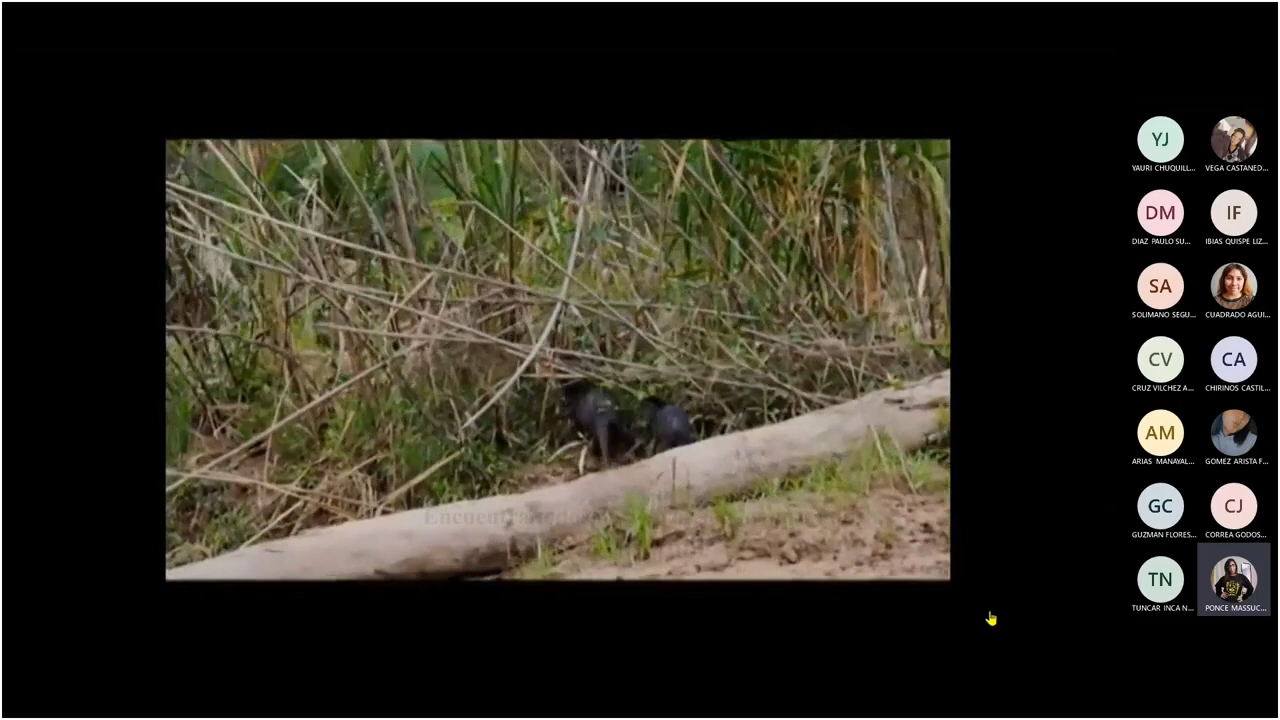 YJ
YAURI CHUQUILL...
VEGA CASTANED...
DM
DIAZ PAULO SU...
IF
IBIAS QUISPE LIZ...
SA
SOLIMANO SEGU...
CUADRADO AGUI...
CV
CRUZ VILCHEZ A...
CA
CHIRINOS CASTIL...
AM
ARIAS MANAYAL...
GOMEZ ARISTA F...
GC
GUZMAN FLORES...
CJ
CORREA GODOS...
TN
TUNCAR INCA N...
PONCE MASSUC...